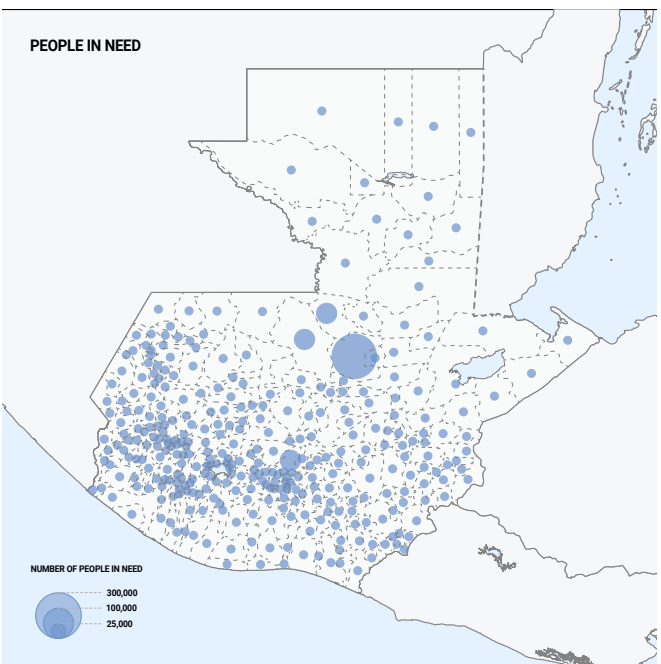 PEOPLE IN NEED
NUMBER OF PEOPLE IN NEED
300,000
100,000
25,000